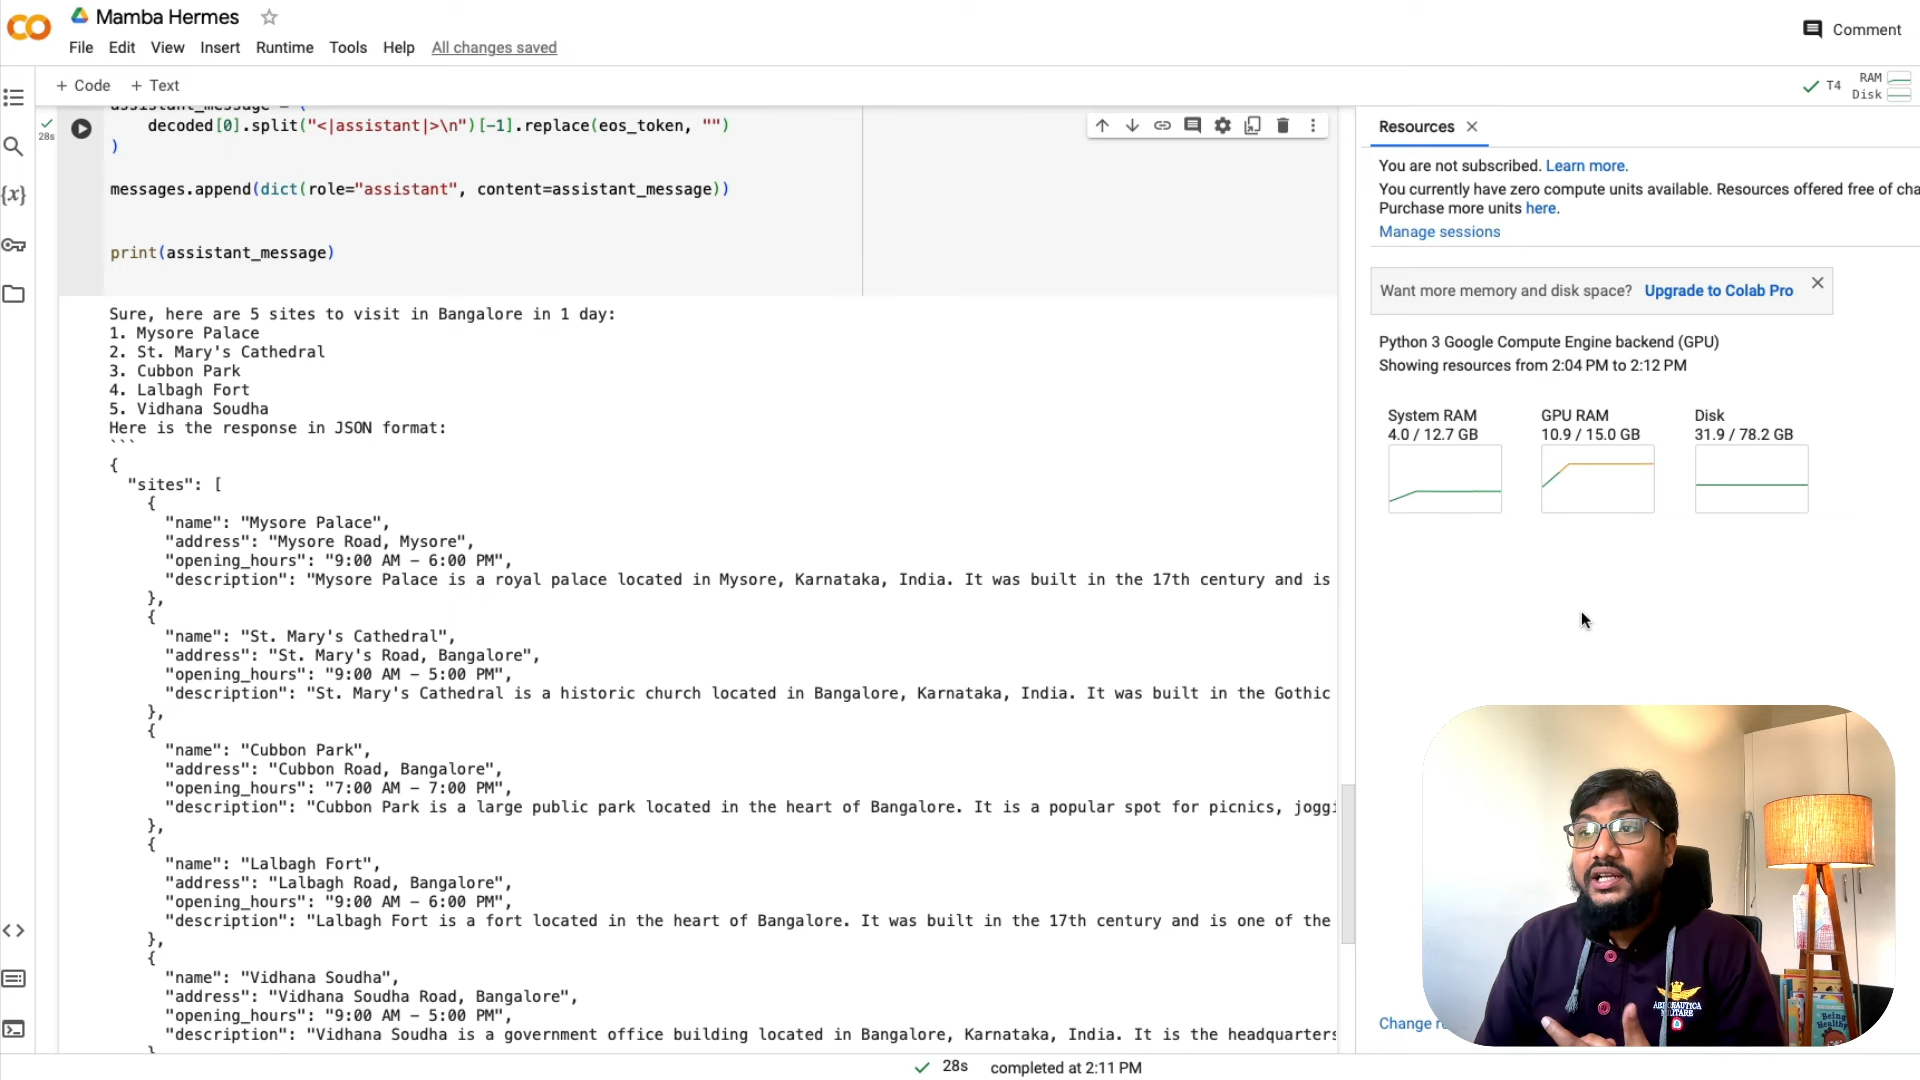 Mamba Hermes
File Edit View Insert Runtime Tools Help All changes saved
Comment
+ Code + Text
T4
RAM
Disk
28s
assistant_message = (
decoded[0].split("<|assistant|>\n")[-1].replace(eos_token, "")
)
messages.append(dict(role="assistant", content=assistant_message))
print(assistant_message)
Sure, here are 5 sites to visit in Bangalore in 1 day:
1. Mysore Palace
2. St. Mary's Cathedral
3. Cubbon Park
4. Lalbagh Fort
5. Vidhana Soudha
Here is the response in JSON format:
```
{
"sites": [
{
"name": "Mysore Palace",
"address": "Mysore Road, Mysore",
"opening_hours": "9:00 AM – 6:00 PM",
"description": "Mysore Palace is a royal palace located in Mysore, Karnataka, India. It was built in the 17th century and is
},
{
"name": "St. Mary's Cathedral",
"address": "St. Mary's Road, Bangalore",
"opening_hours": "9:00 AM – 5:00 PM",
"description": "St. Mary's Cathedral is a historic church located in Bangalore, Karnataka, India. It was built in the Gothic
},
{
"name": "Cubbon Park",
"address": "Cubbon Road, Bangalore",
"opening_hours": "7:00 AM – 7:00 PM",
"description": "Cubbon Park is a large public park located in the heart of Bangalore. It is a popular spot for picnics, joggi
},
{
"name": "Lalbagh Fort",
"address": "Lalbagh Road, Bangalore",
"opening_hours": "9:00 AM – 6:00 PM",
"description": "Lalbagh Fort is a fort located in the heart of Bangalore. It was built in the 17th century and is one of the
},
{
"name": "Vidhana Soudha",
"address": "Vidhana Soudha Road, Bangalore",
"opening_hours": "9:00 AM – 5:00 PM",
"description": "Vidhana Soudha is a government office building located in Bangalore, Karnataka, India. It is the headquarters
}
Resources
You are not subscribed. Learn more.
You currently have zero compute units available. Resources offered free of cha
Purchase more units here.
Manage sessions
Want more memory and disk space? Upgrade to Colab Pro
Python 3 Google Compute Engine backend (GPU)
Showing resources from 2:04 PM to 2:12 PM
System RAM
4.0 / 12.7 GB
GPU RAM
10.9 / 15.0 GB
Disk
31.9 / 78.2 GB
Change r
AERONAUTICA
MILITARE
Being
Healthy
28s completed at 2:11 PM